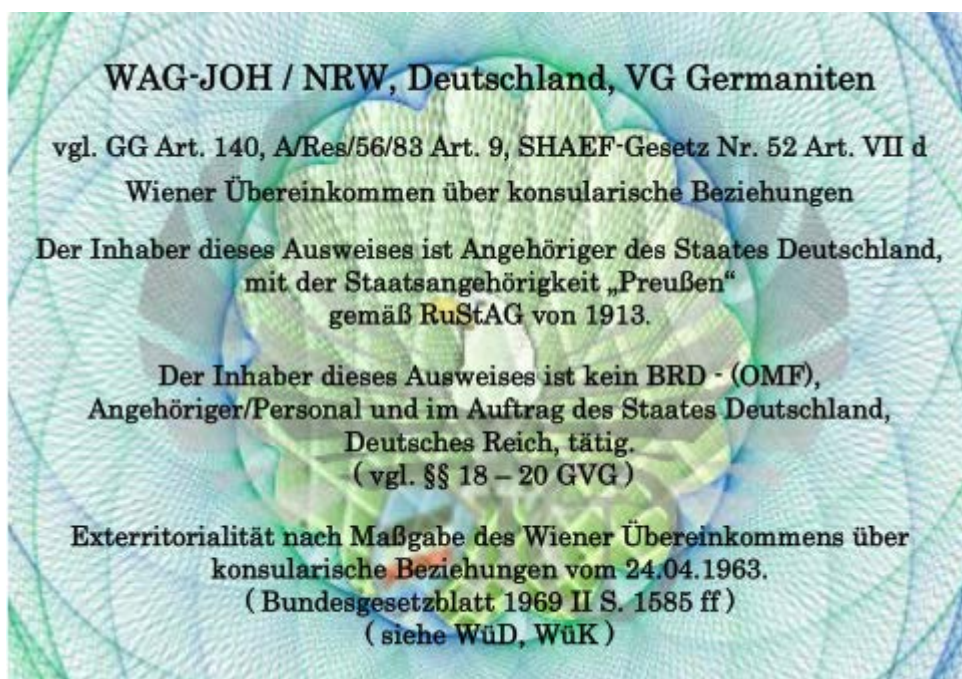 WAG-JOH / NRW, Deutschland, VG Germaniten
vgl. GG Art. 140, A/Res/56/83 Art. 9, SHAEF-Gesetz Nr. 52 Art. VII d
Wiener Übereinkommen über konsularische Beziehungen
Der Inhaber dieses Ausweises ist Angehöriger des Staates Deutschland,
mit der Staatsangehörigkeit „Preußen“
gemäß RuStAG von 1913.
Der Inhaber dieses Ausweises ist kein BRD - (OMF),
Angehöriger/Personal und im Auftrag des Staates Deutschland,
Deutsches Reich, tätig.
( vgl. §§ 18 – 20 GVG )
Exterritorialität nach Maßgabe des Wiener Übereinkommens über
konsularische Beziehungen vom 24.04.1963.
( Bundesgesetzblatt 1969 II S. 1585 ff )
( siehe WüD, WüK )